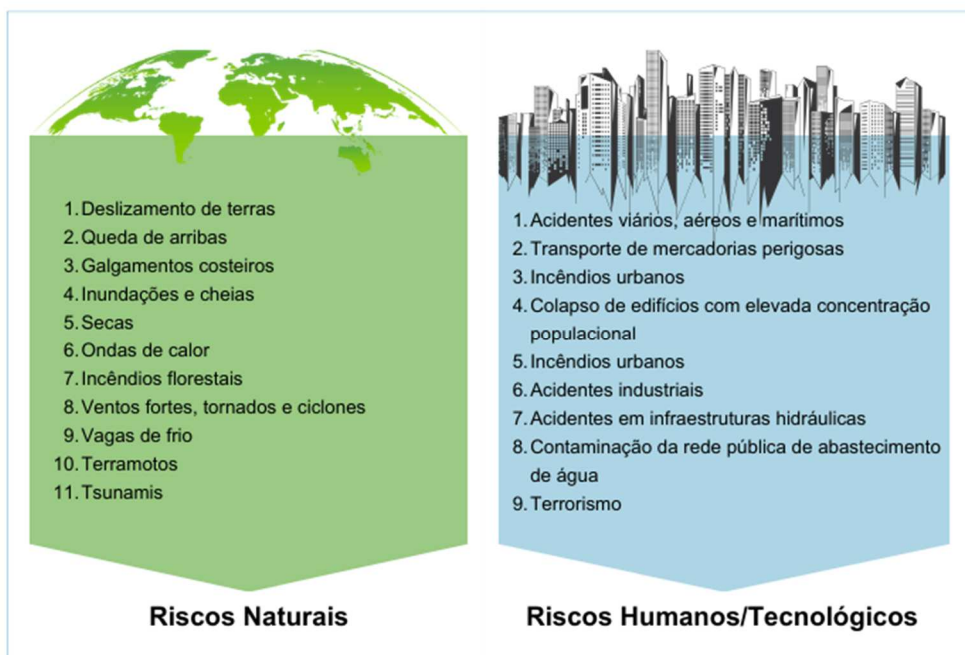 1. Deslizamento de terras
2. Queda de arribas
3. Galgamentos costeiros
4. Inundações e cheias
5. Secas
6. Ondas de calor
7. Incêndios florestais
8. Ventos fortes, tornados e ciclones
9. Vagas de frio
10. Terramotos
11. Tsunamis
Riscos Naturais
1. Acidentes viários, aéreos e marítimos
2. Transporte de mercadorias perigosas
3. Incêndios urbanos
4. Colapso de edifícios com elevada concentração
populacional
5. Incêndios urbanos
6. Acidentes industriais
7. Acidentes em infraestruturas hidráulicas
8. Contaminação da rede pública de abastecimento
de água
9. Terrorismo
Riscos Humanos/Tecnológicos